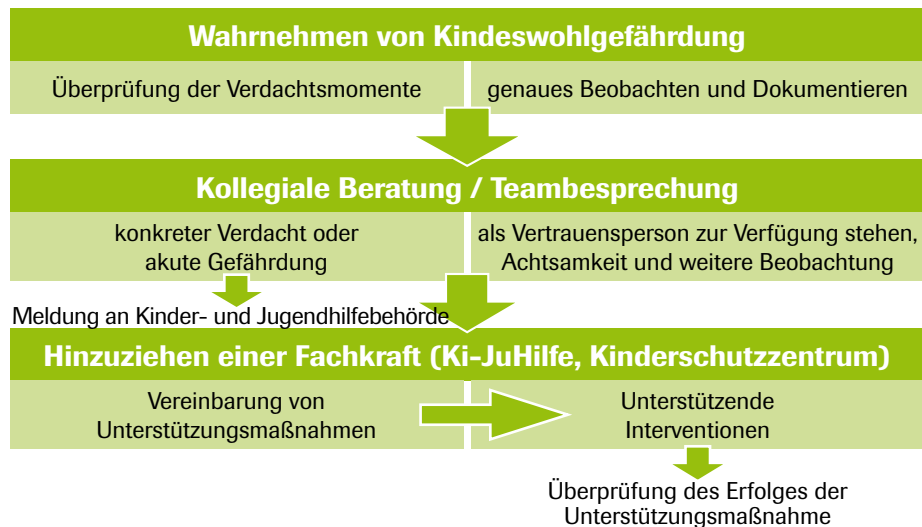 Wahrnehmen von Kindeswohlgefährdung
Überprüfung der Verdachtsmomente
genaues Beobachten und Dokumentieren
Kollegiale Beratung / Teambesprechung
konkreter Verdacht oder
akute Gefährdung
als Vertrauensperson zur Verfügung stehen,
Achtsamkeit und weitere Beobachtung
Meldung an Kinder- und Jugendhilfebehörde
Hinzuziehen einer Fachkraft (Ki-JuHilfe, Kinderschutzzentrum)
Vereinbarung von
Unterstützungsmaßnahmen
Unterstützende
Interventionen
Überprüfung des Erfolges der
Unterstützungsmaßnahme